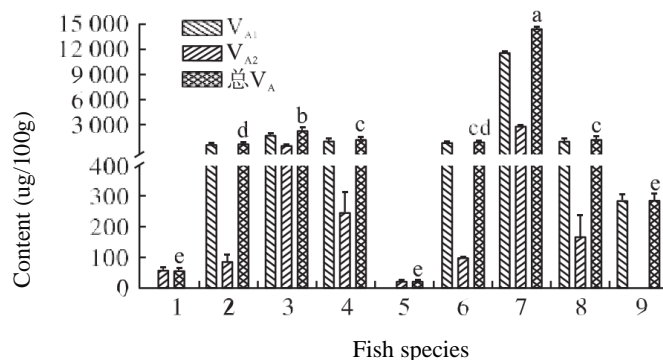 15 000
12 000
9 000
6 000
3 000
400
300
200
100
0
Content (ug/100g)
V_A1
V_A2
总V_A
e
d
b
c
e
cd
a
c
e
1 2 3 4 5 6 7 8 9
Fish species